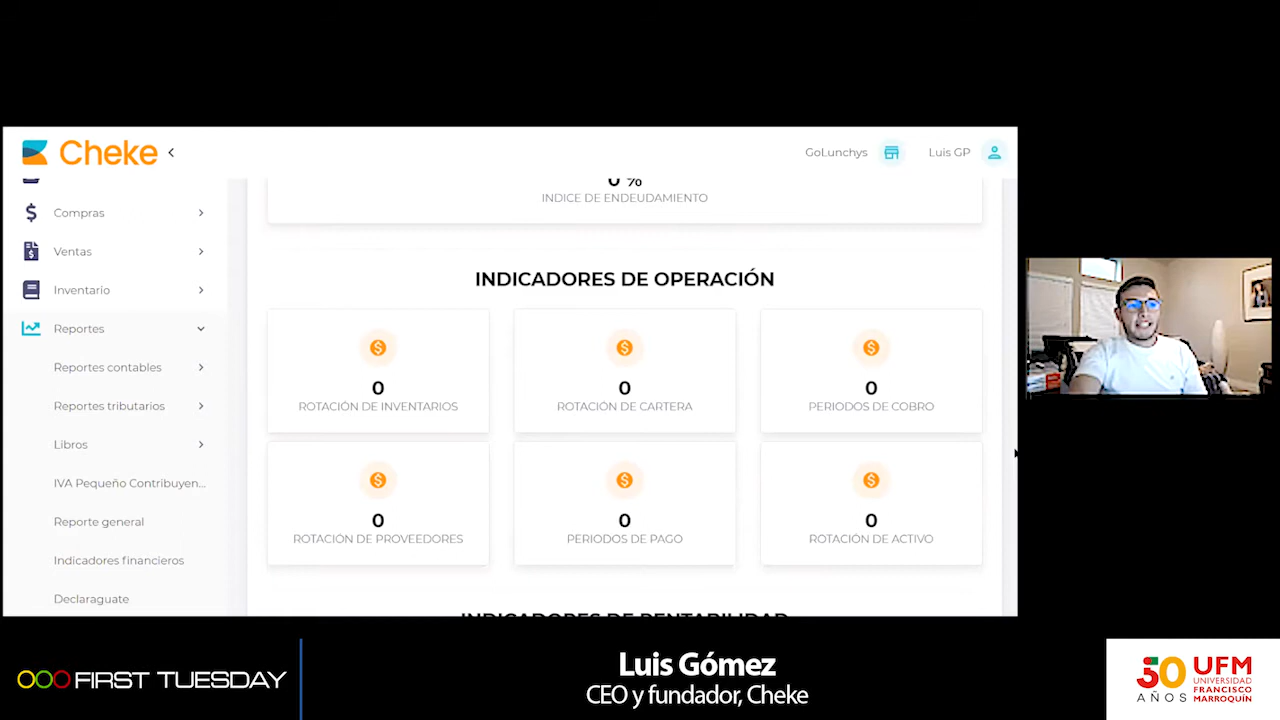 Cheke
GoLunchys
Luis GP
Compras
Ventas
Inventario
Reportes
Reportes contables
Reportes tributarios
Libros
IVA Pequeño Contribuyen...
Reporte general
Indicadores financieros
Declaraguate
0 %
INDICE DE ENDEUDAMIENTO
INDICADORES DE OPERACIÓN
0
ROTACIÓN DE INVENTARIOS
0
ROTACIÓN DE CARTERA
0
PERIODOS DE COBRO
0
ROTACIÓN DE PROVEEDORES
0
PERIODOS DE PAGO
0
ROTACIÓN DE ACTIVO
INDICADORES DE RENTABILIDAD
FIRST TUESDAY
Luis Gómez
CEO y fundador, Cheke
50
AÑOS
UFM
UNIVERSIDAD
FRANCISCO
MARROQUÍN